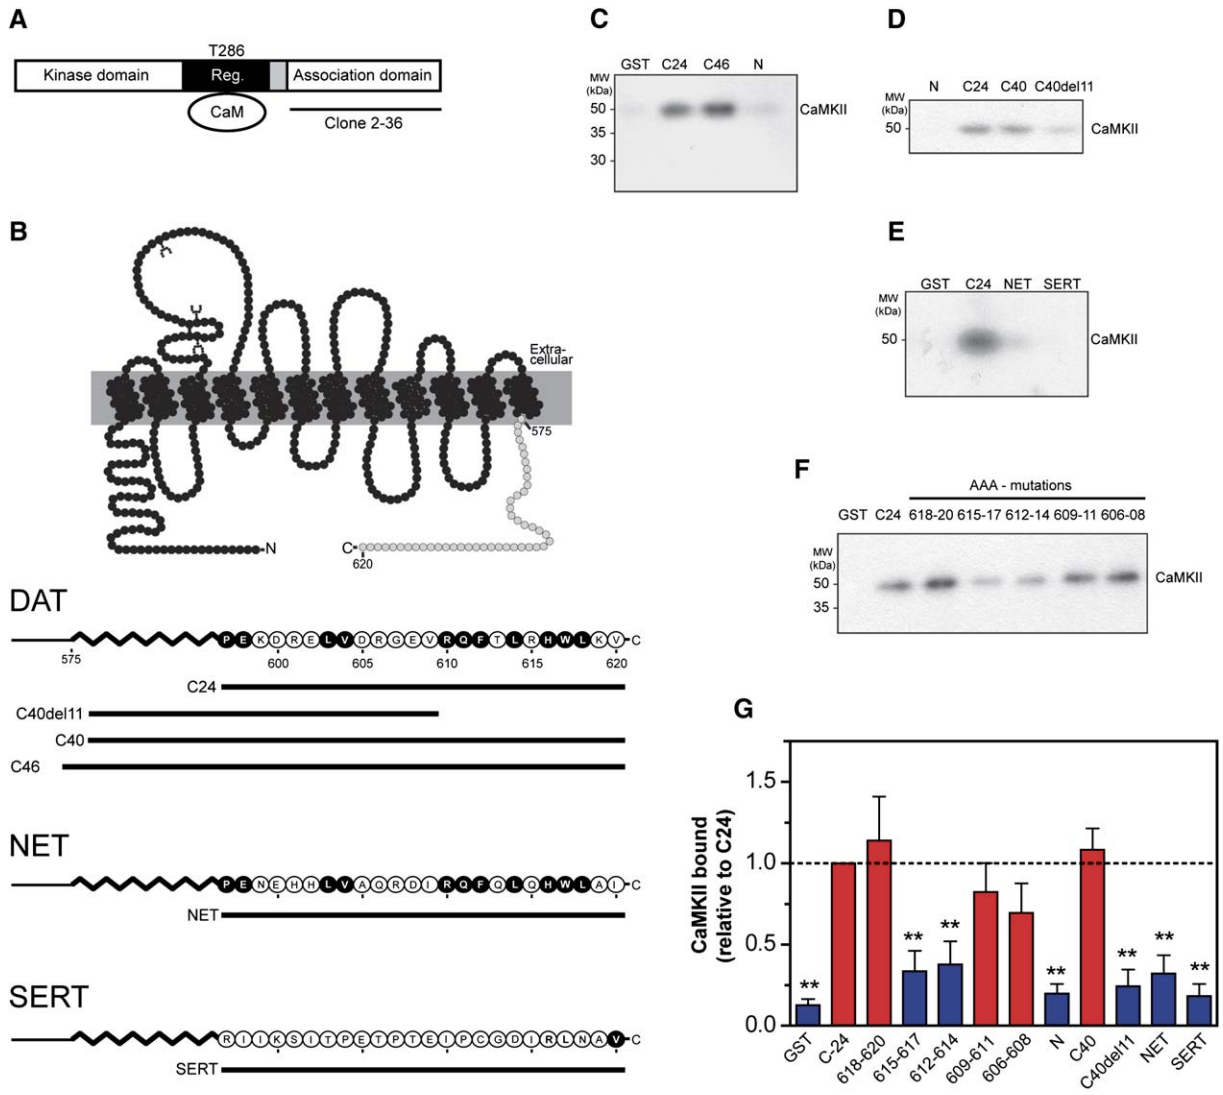 A
T286
Kinase domain
Reg.
Association domain
CaM
Clone 2-36
B
Extra-
cellular
575
N
C
620
DAT
P E K D R E L V D R G E V R Q F T L R H W L K V C
575 600 605 610 615 620
C24
C40del11
C40
C46
NET
P E N E H H L V A Q R D I R Q F Q L Q H W L A I C
NET
SERT
R I I K S I T P E T P T E I P C G D I R L N A V C
SERT
C
GST C24 C46 N
MW
(kDa)
50
35
30
CaMKII
D
N C24 C40 C40del11
MW
(kDa)
50
CaMKII
E
GST C24 NET SERT
MW
(kDa)
50
CaMKII
F
AAA - mutations
GST C24 618-20 615-17 612-14 609-11 606-08
MW
(kDa)
50
35
CaMKII
G
CaMKII bound
(relative to C24)
1.5
1.0
0.5
0.0
** ** ** ** ** ** **
GST C-24 618-620 615-617 612-614 609-611 606-608 N C40 C40del11 NET SERT